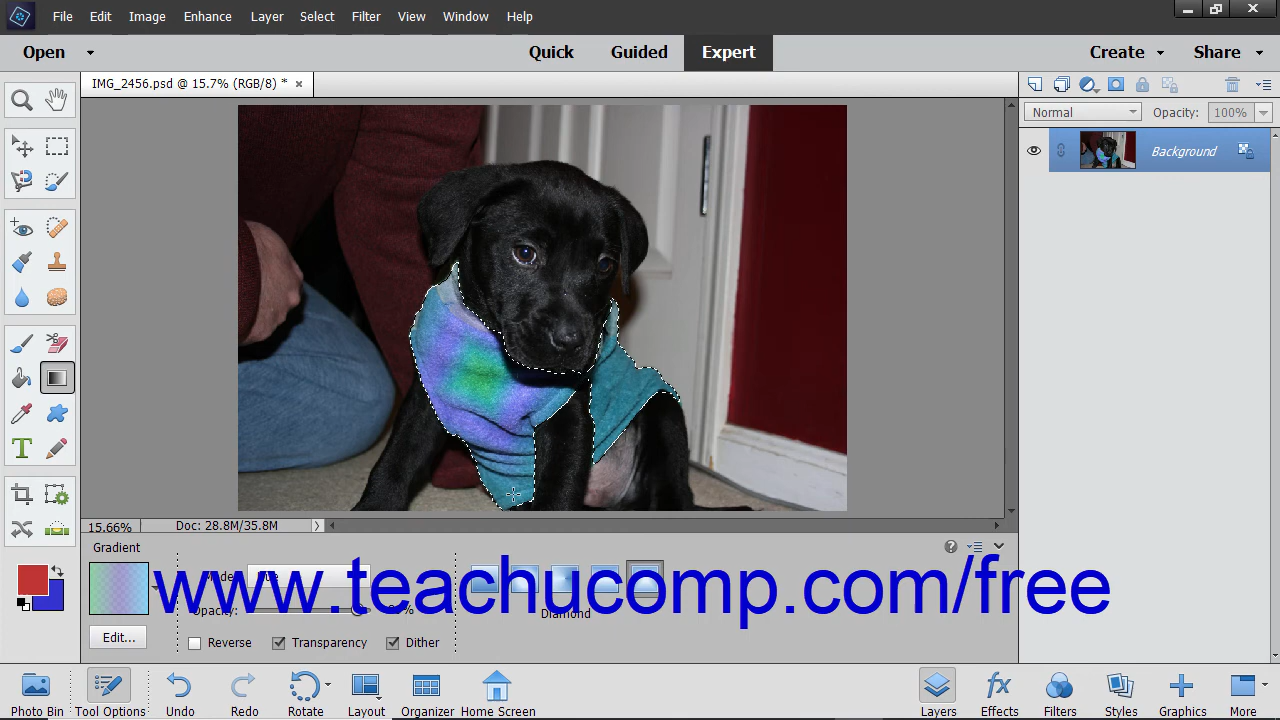 File Edit Image Enhance Layer Select Filter View Window Help
Open Quick Guided Expert Create Share
IMG_2456.psd @ 15.7% (RGB/8) * ×
Normal Opacity: 100%
Background
15.66% Doc: 28.8M/35.8M
Gradient
www.teachucomp.com/free
Opacity:
Diamond
Edit... Reverse Transparency Dither
Photo Bin Tool Options Undo Redo Rotate Layout Organizer Home Screen Layers Effects Filters Styles Graphics More